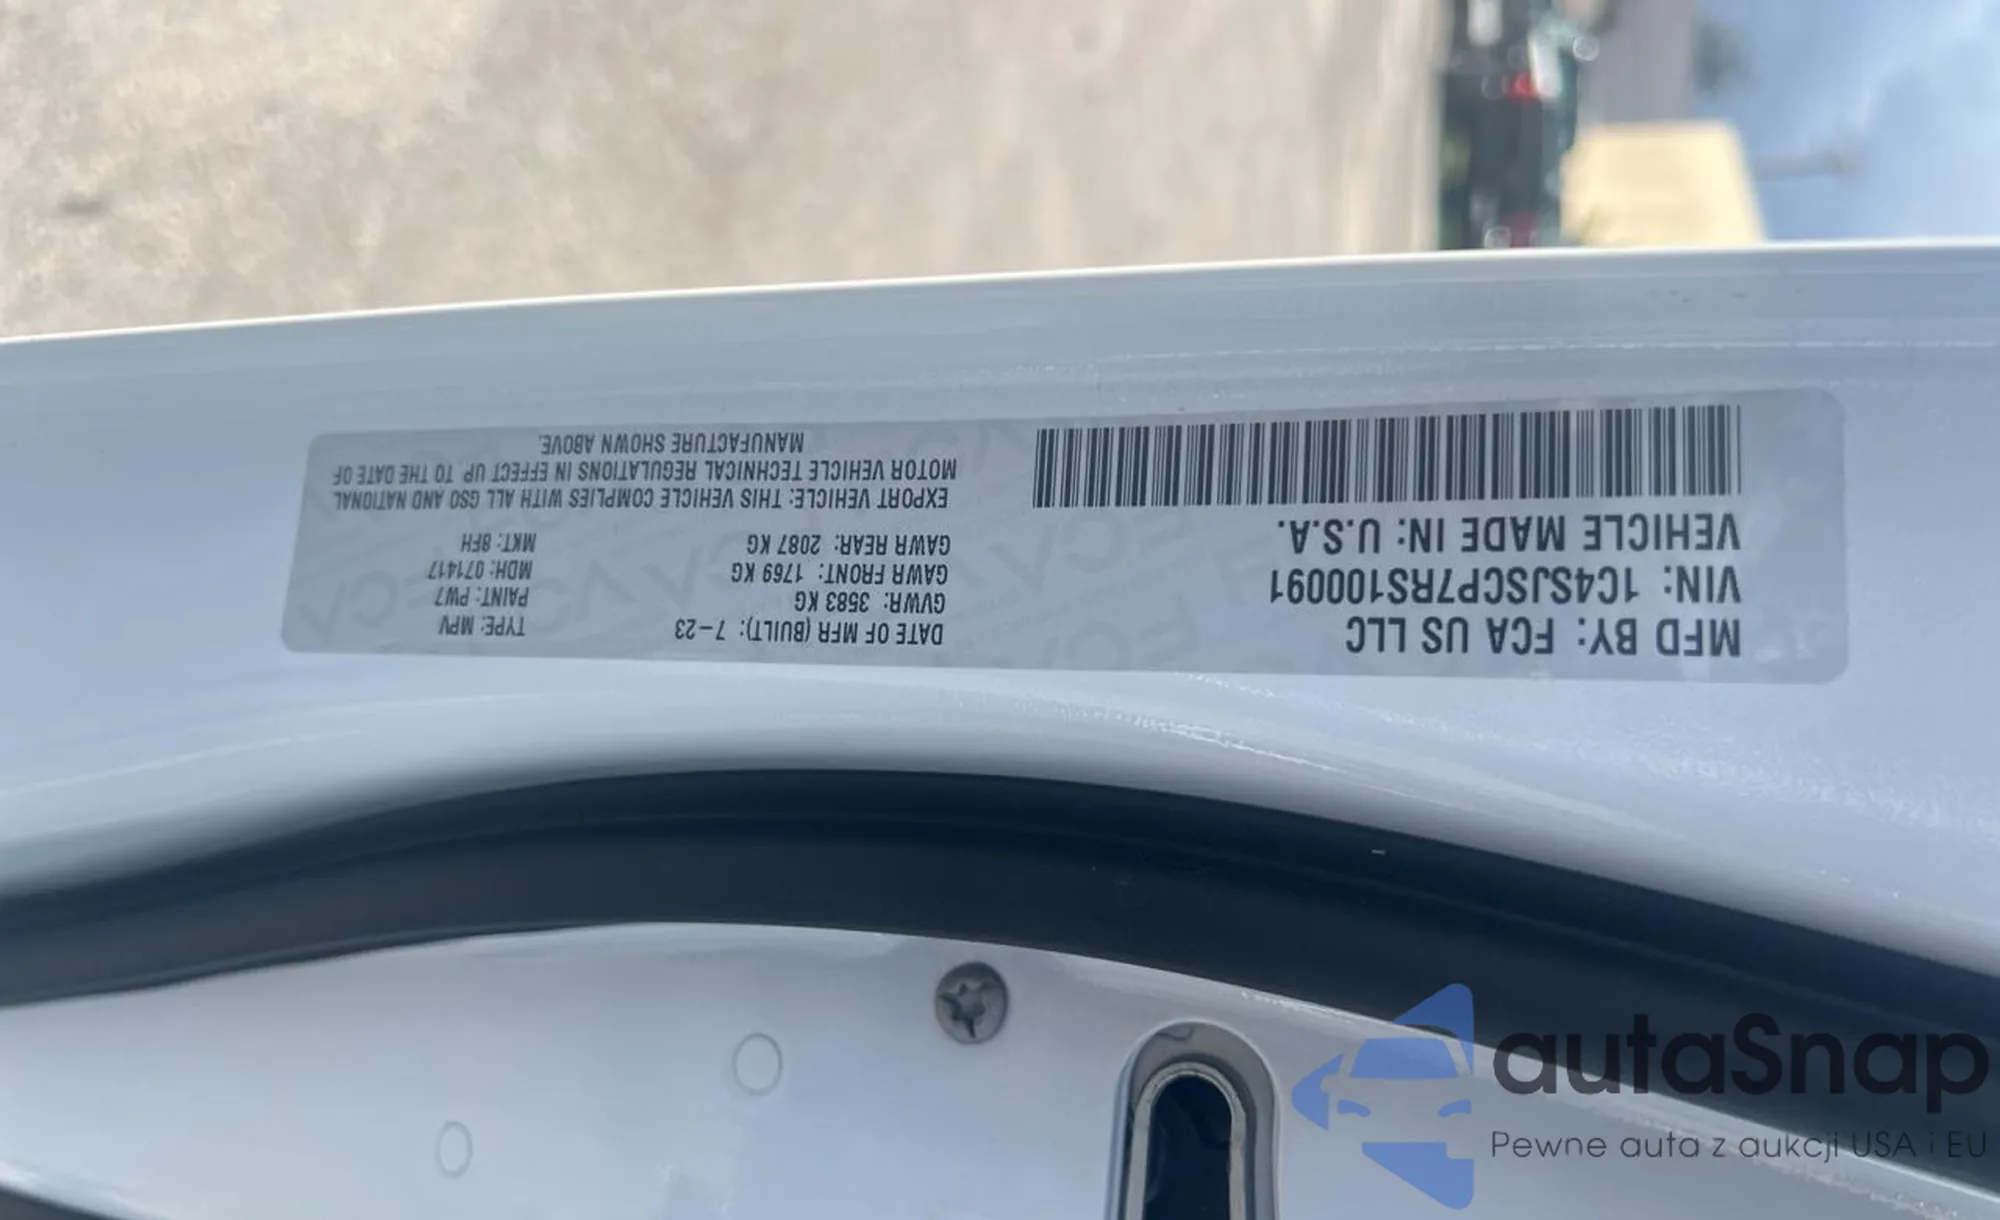 MFD BY: FCA US LLC
VIN: 1C4SJSCP7RS100091
VEHICLE MADE IN: U.S.A.
DATE OF MFR (BUILT): 7-23
GVWR: 3583 KG
GAWR FRONT: 1769 KG
GAWR REAR: 2087 KG
TYPE: MPV
PAINT: PW7
MDH: 071417
MKT: 8FH
EXPORT VEHICLE: THIS VEHICLE COMPLIES WITH ALL GSO AND NATIONAL
MOTOR VEHICLE TECHNICAL REGULATIONS IN EFFECT UP TO THE DATE OF
MANUFACTURE SHOWN ABOVE.
autaSnap
Pewne auta z aukcji USA i EU